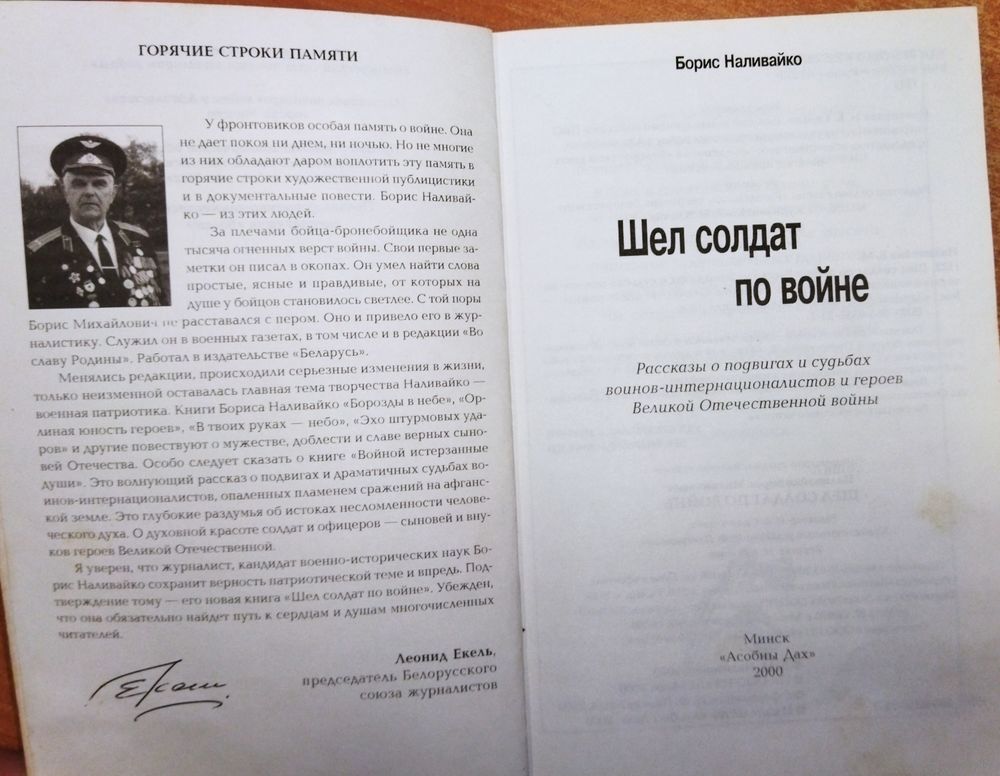 ГОРЯЧИЕ СТРОКИ ПАМЯТИ
У фронтовиков особая память о войне. Она
не дает покоя ни днем, ни ночью. Но не многие
из них обладают даром воплотить эту память в
горячие строки художественной публицистики
и в документальные повести. Борис Наливай-
ко — из этих людей.
За плечами бойца-бронебойщика не одна
тысяча огненных верст войны. Свои первые за-
метки он писал в окопах. Он умел найти слова
простые, ясные и правдивые, от которых на
душе у бойцов становилось светлее. С той поры
Борис Михайлович не расставался с пером. Оно и привело его в жур-
налистику. Служил он в военных газетах, в том числе и в редакции «Во
славу Родины». Работал в издательстве «Беларусь».
Менялись редакции, происходили серьезные изменения в жизни,
только неизменной оставалась главная тема творчества Наливайко —
военная патриотика. Книги Бориса Наливайко «Борозды в небе», «Ор-
линая юность героев», «В твоих руках — небо», «Эхо штурмовых уда-
ров» и другие повествуют о мужестве, доблести и славе верных сыно-
вей Отечества. Особо следует сказать о книге «Войной истерзанные
души». Это волнующий рассказ о подвигах и драматичных судьбах во-
инов-интернационалистов, опаленных пламенем сражений на афганс-
кой земле. Это глубокие раздумья об истоках несломленности челове-
ческого духа. О духовной красоте солдат и офицеров — сыновей и вну-
ков героев Великой Отечественной.
Я уверен, что журналист, кандидат военно-исторических наук Бо-
рис Наливайко сохранит верность патриотической теме и впредь. Под-
тверждение тому — его новая книга «Шел солдат по войне». Убежден,
что она обязательно найдет путь к сердцам и душам многочисленных
читателей.
Леонид Екель,
председатель Белорусского
союза журналистов
Борис Наливайко
Шел солдат
по войне
Рассказы о подвигах и судьбах
воинов-интернационалистов и героев
Великой Отечественной войны
Минск
«Асобны Дах»
2000